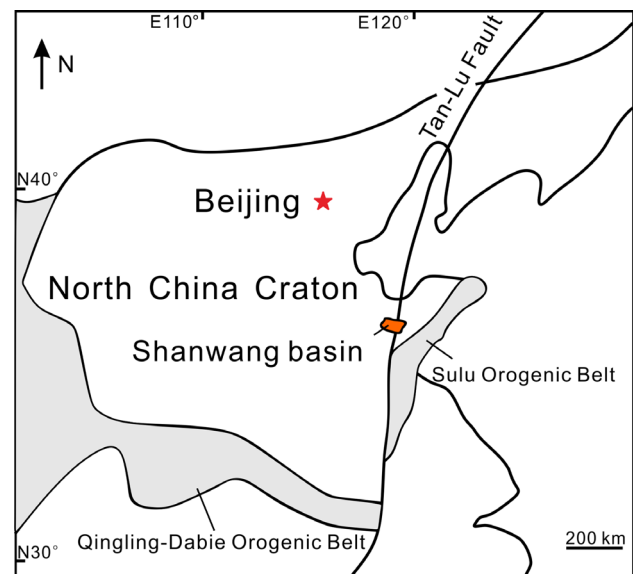 E110°
E120°
N
Tan-Lu Fault
N40°
Beijing
North China Craton
Shanwang basin
Sulu Orogenic Belt
Qingling-Dabie Orogenic Belt
200 km
N30°